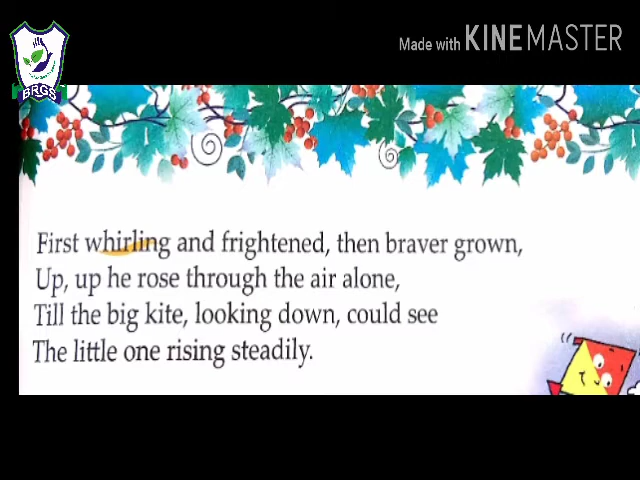 Made with KINEMASTER
BRGS
First whirling and frightened, then braver grown,
Up, up he rose through the air alone,
Till the big kite, looking down, could see
The little one rising steadily.